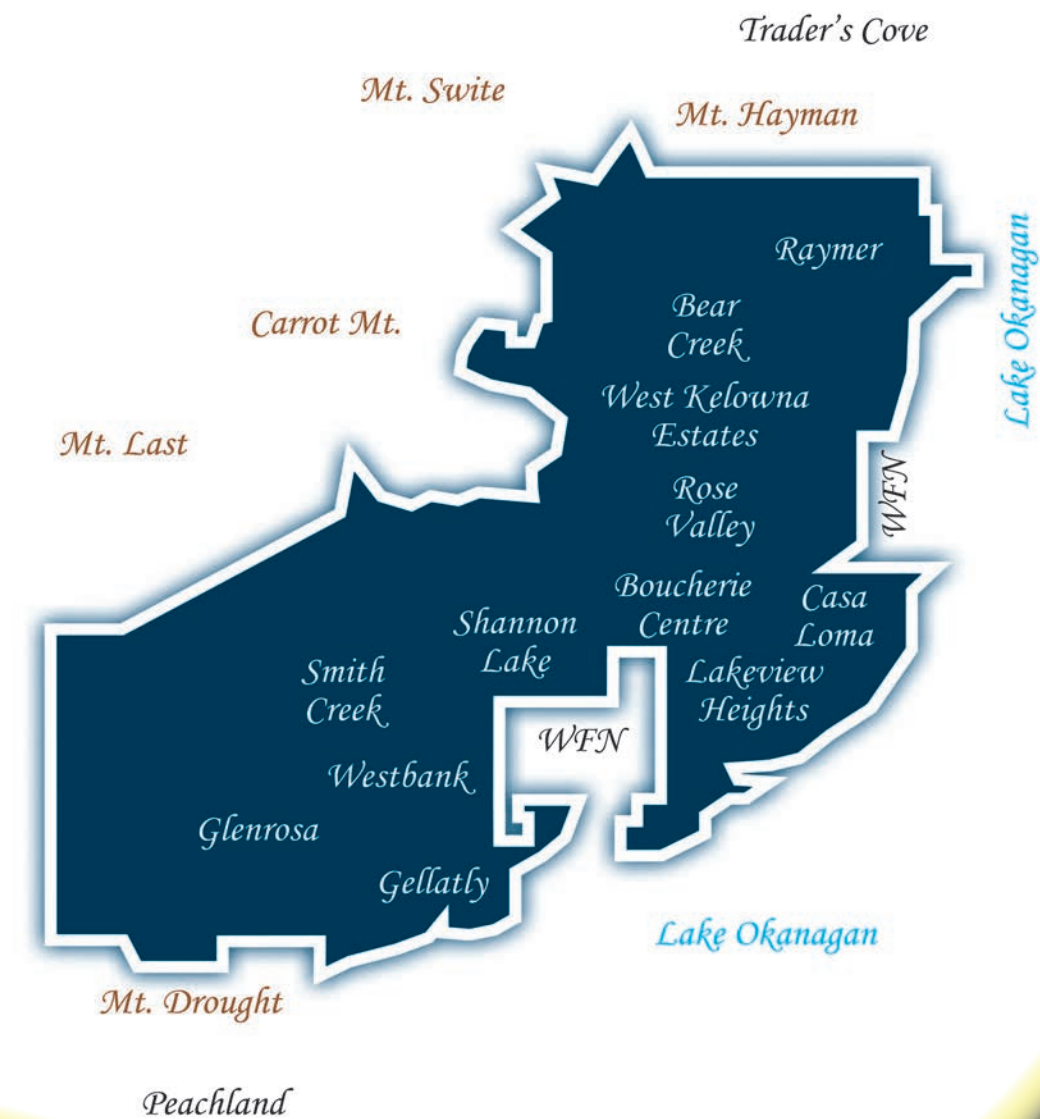 Trader's Cove
Mt. Swite
Mt. Hayman
Raymer
Lake Okanagan
Bear
Creek
Carrot Mt.
West Kelowna
Estates
Mt. Last
Rose
Valley
WFN
Boucherie
Centre
Casa
Loma
Shannon
Lake
Smith
Creek
Lakeview
Heights
WFN
Westbank
Glenrosa
Gellatly
Lake Okanagan
Mt. Drought
Peachland